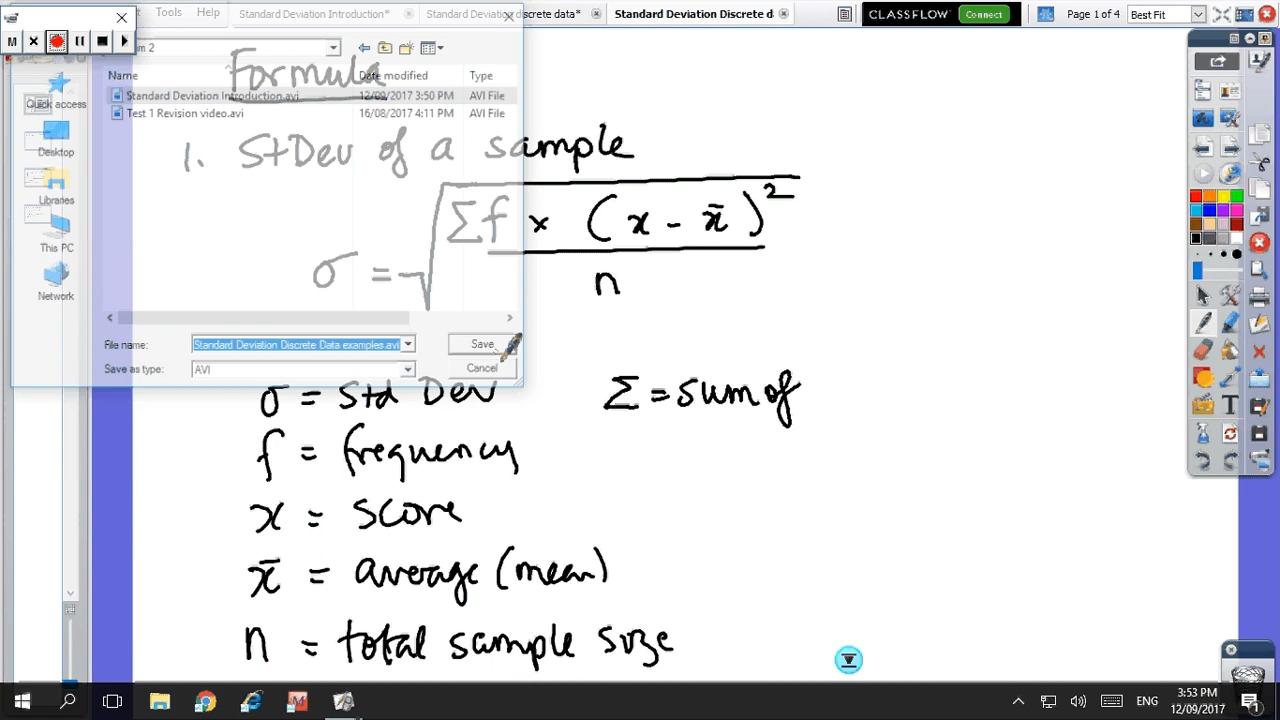 Tools Help Standard Deviation Introduction* Standard Deviation discrete data* Standard Deviation Discrete d CLASSFLOW Connect Page 1 of 4 Best Fit
M
m 2
Name Date modified Type
Standard Deviation Introduction.avi 12/09/2017 3:50 PM AVI File
Test 1 Revision video.avi 16/08/2017 4:11 PM AVI File
Quick access
Desktop
Libraries
This PC
Network
File name: Standard Deviation Discrete Data examples.avi Save
Save as type: AVI Cancel
Formula
1. StDev of a sample
σ = √ Σf × (x - x̄)²
n
σ = Std Dev Σ = sum of
f = frequency
x = score
x̄ = average (mean)
n = total sample size
T
ENG
3:53 PM
12/09/2017
1